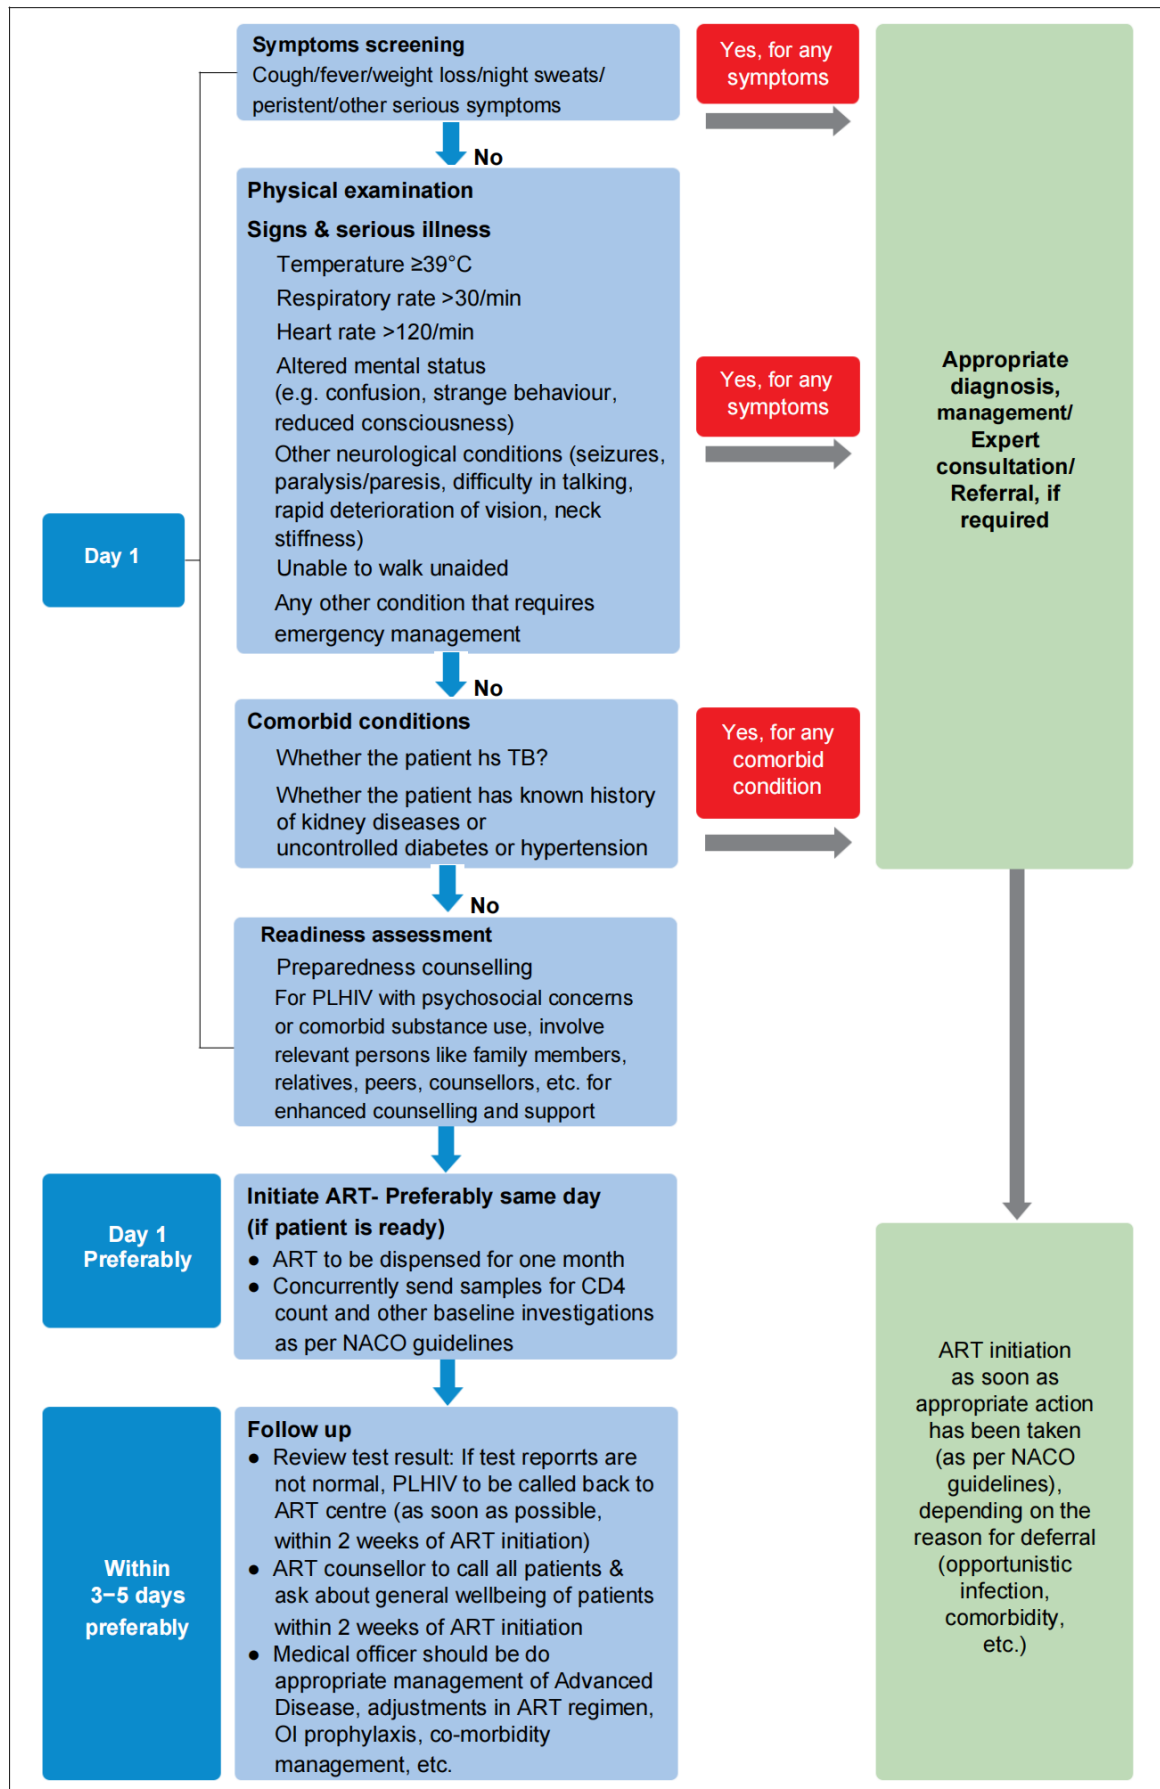 Symptoms screening
Cough/fever/weight loss/night sweats/
peristent/other serious symptoms
Yes, for any
symptoms
No
Physical examination
Signs & serious illness
Temperature ≥39°C
Respiratory rate >30/min
Heart rate >120/min
Altered mental status
(e.g. confusion, strange behaviour,
reduced consciousness)
Other neurological conditions (seizures,
paralysis/paresis, difficulty in talking,
rapid deterioration of vision, neck
stiffness)
Unable to walk unaided
Any other condition that requires
emergency management
Yes, for any
symptoms
Appropriate
diagnosis,
management/
Expert
consultation/
Referral, if
required
Day 1
No
Comorbid conditions
Whether the patient hs TB?
Whether the patient has known history
of kidney diseases or
uncontrolled diabetes or hypertension
Yes, for any
comorbid
condition
No
Readiness assessment
Preparedness counselling
For PLHIV with psychosocial concerns
or comorbid substance use, involve
relevant persons like family members,
relatives, peers, counsellors, etc. for
enhanced counselling and support
Day 1
Preferably
Initiate ART- Preferably same day
(if patient is ready)
● ART to be dispensed for one month
● Concurrently send samples for CD4
count and other baseline investigations
as per NACO guidelines
Within
3−5 days
preferably
Follow up
● Review test result: If test reporrts are
not normal, PLHIV to be called back to
ART centre (as soon as possible,
within 2 weeks of ART initiation)
● ART counsellor to call all patients &
ask about general wellbeing of patients
within 2 weeks of ART initiation
● Medical officer should be do
appropriate management of Advanced
Disease, adjustments in ART regimen,
OI prophylaxis, co-morbidity
management, etc.
ART initiation
as soon as
appropriate action
has been taken
(as per NACO
guidelines),
depending on the
reason for deferral
(opportunistic
infection,
comorbidity,
etc.)